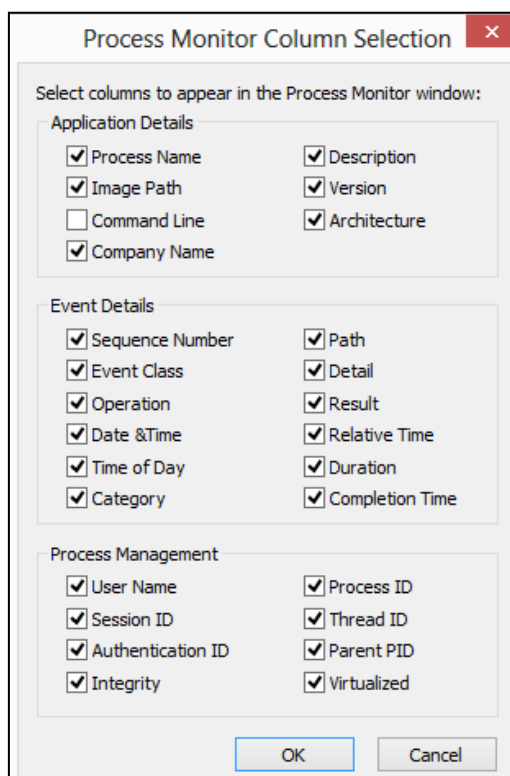 Process Monitor Column Selection
Select columns to appear in the Process Monitor window:
Application Details
Process Name
Description
Image Path
Version
Command Line
Architecture
Company Name
Event Details
Sequence Number
Path
Event Class
Detail
Operation
Result
Date &Time
Relative Time
Time of Day
Duration
Category
Completion Time
Process Management
User Name
Process ID
Session ID
Thread ID
Authentication ID
Parent PID
Integrity
Virtualized
OK
Cancel